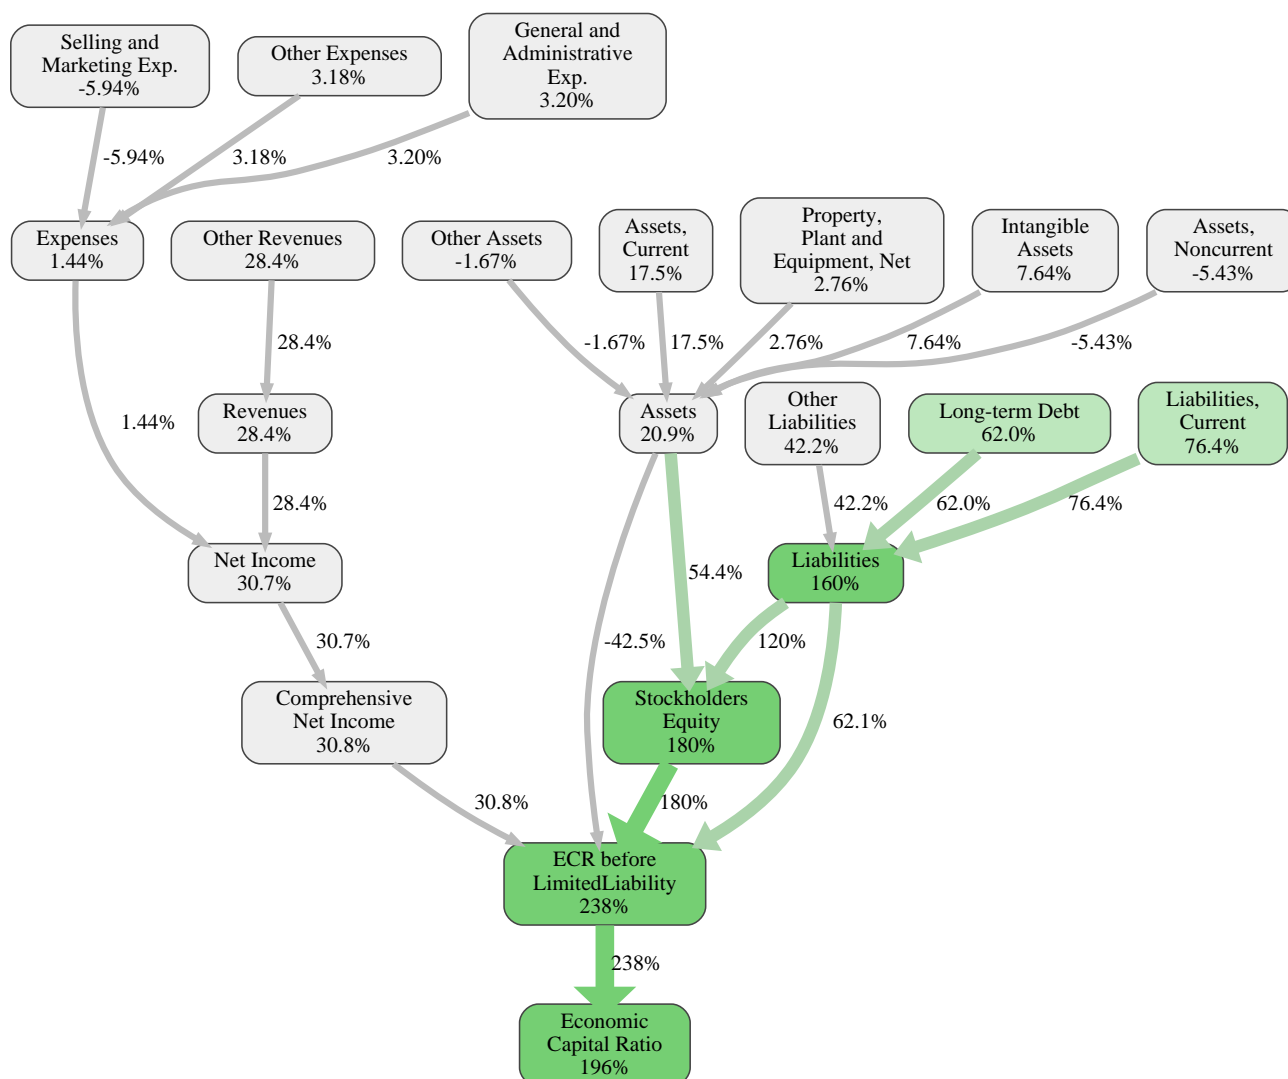 Selling and
Marketing Exp.
-5.94%
Other Expenses
3.18%
General and
Administrative
Exp.
3.20%
-5.94%
3.18%
3.20%
Expenses
1.44%
Other Revenues
28.4%
Other Assets
-1.67%
Assets,
Current
17.5%
Property,
Plant and
Equipment, Net
2.76%
Intangible
Assets
7.64%
Assets,
Noncurrent
-5.43%
28.4%
-1.67%
17.5%
2.76%
7.64%
-5.43%
1.44%
Revenues
28.4%
Assets
20.9%
Other
Liabilities
42.2%
Long-term Debt
62.0%
Liabilities,
Current
76.4%
28.4%
42.2%
62.0%
76.4%
Net Income
30.7%
54.4%
Liabilities
160%
30.7%
-42.5%
120%
Comprehensive
Net Income
30.8%
Stockholders
Equity
180%
62.1%
30.8%
180%
ECR before
LimitedLiability
238%
238%
Economic
Capital Ratio
196%